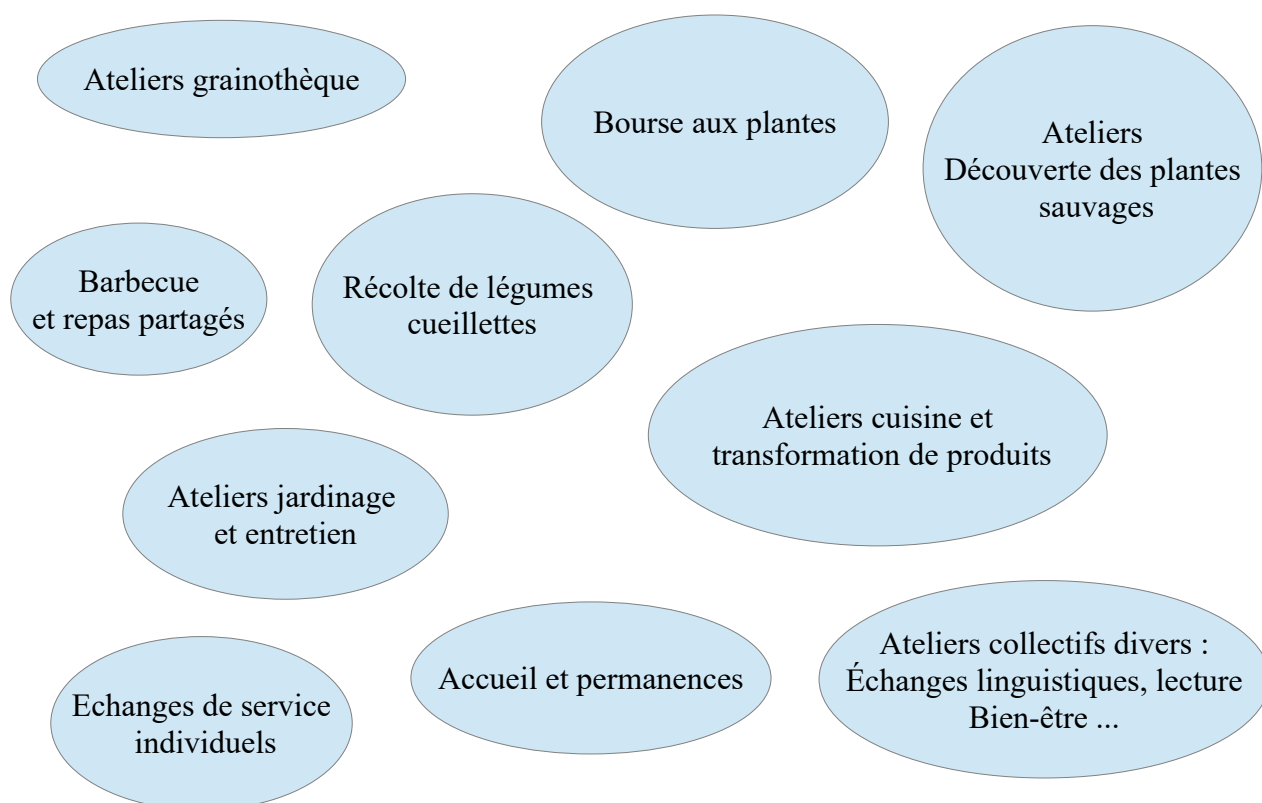 Ateliers grainothèque
Bourse aux plantes
Ateliers
Découverte des plantes
sauvages
Barbecue
et repas partagés
Récolte de légumes
cueillettes
Ateliers cuisine et
transformation de produits
Ateliers jardinage
et entretien
Ateliers collectifs divers :
Échanges linguistiques, lecture
Bien-être ...
Accueil et permanences
Echanges de service
individuels